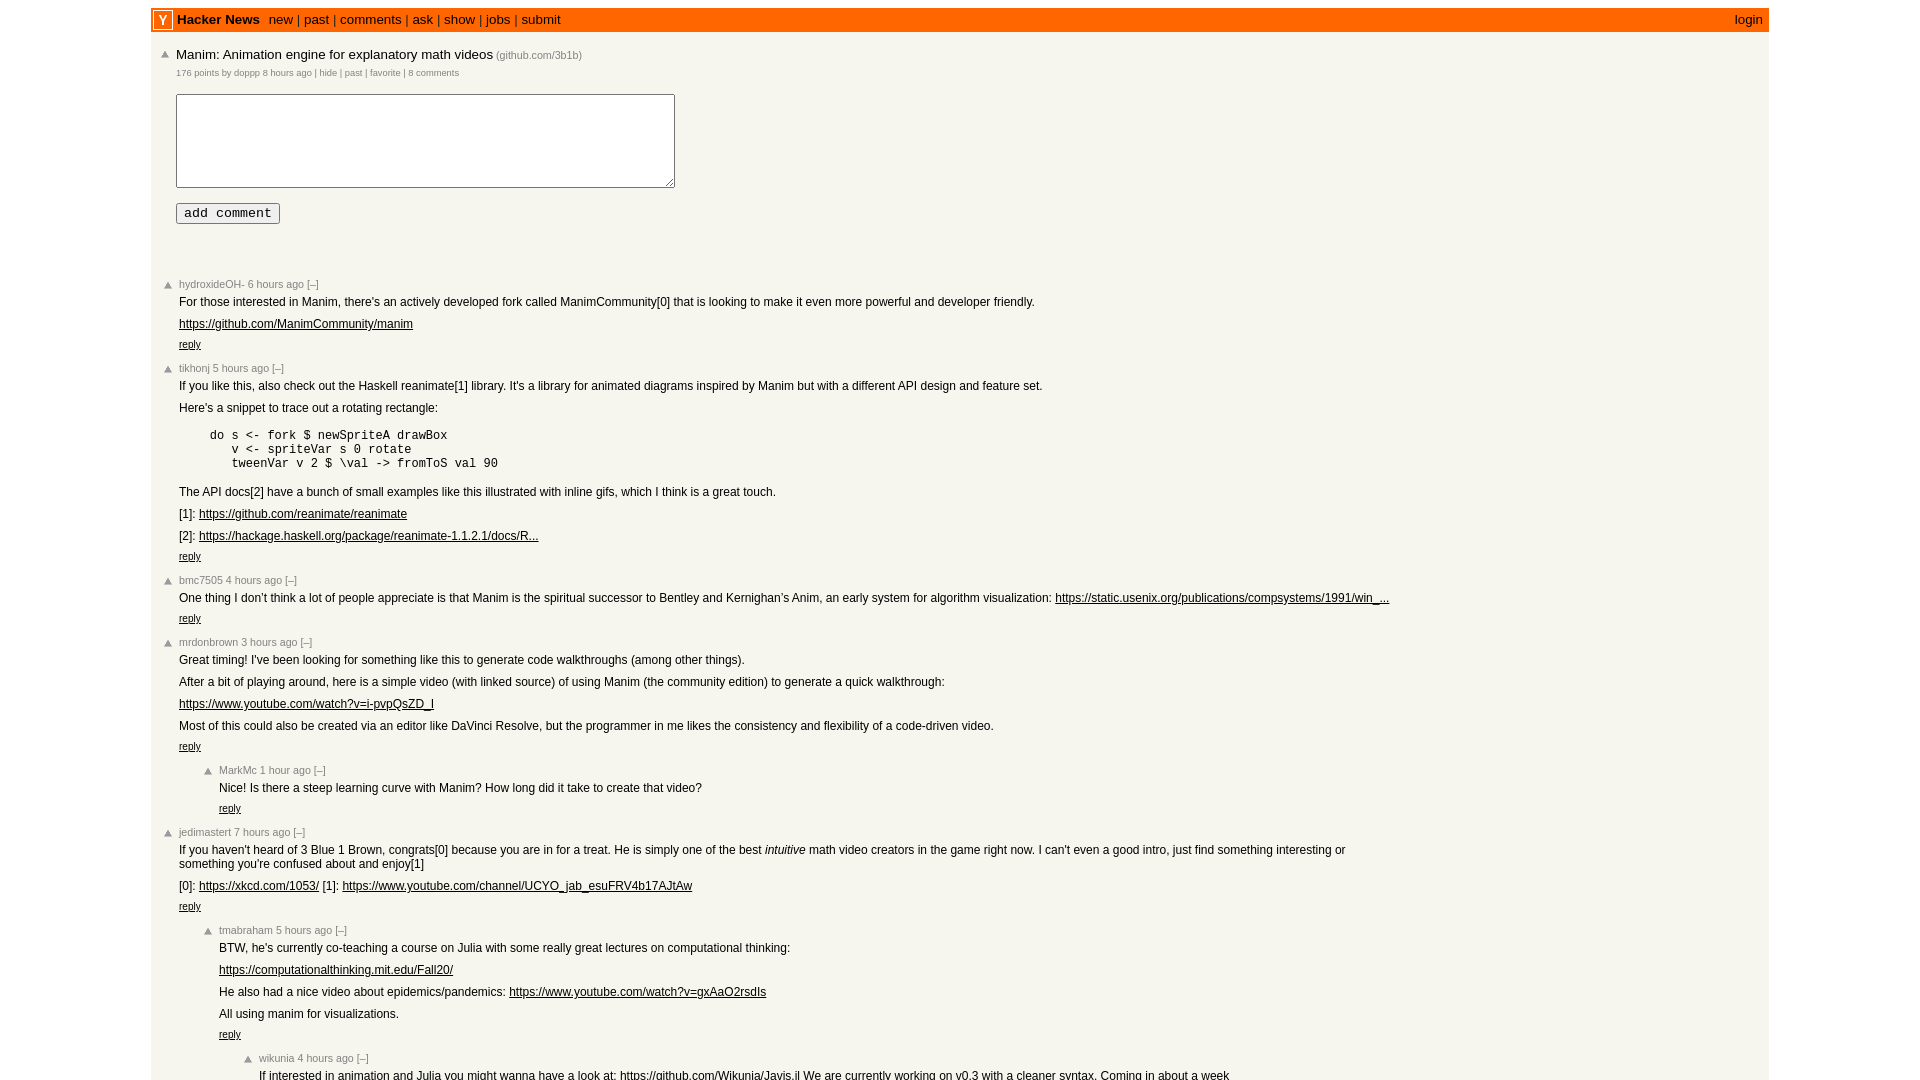 Y Hacker News new | past | comments | ask | show | jobs | submit login
Manim: Animation engine for explanatory math videos (github.com/3b1b)
176 points by doppp 8 hours ago | hide | past | favorite | 8 comments
add comment
hydroxideOH- 6 hours ago [–]
For those interested in Manim, there's an actively developed fork called ManimCommunity[0] that is looking to make it even more powerful and developer friendly.
https://github.com/ManimCommunity/manim
reply
tikhonj 5 hours ago [–]
If you like this, also check out the Haskell reanimate[1] library. It's a library for animated diagrams inspired by Manim but with a different API design and feature set.
Here's a snippet to trace out a rotating rectangle:
do s <- fork $ newSpriteA drawBox
v <- spriteVar s 0 rotate
tweenVar v 2 $ \val -> fromToS val 90
The API docs[2] have a bunch of small examples like this illustrated with inline gifs, which I think is a great touch.
[1]: https://github.com/reanimate/reanimate
[2]: https://hackage.haskell.org/package/reanimate-1.1.2.1/docs/R...
reply
bmc7505 4 hours ago [–]
One thing I don’t think a lot of people appreciate is that Manim is the spiritual successor to Bentley and Kernighan’s Anim, an early system for algorithm visualization: https://static.usenix.org/publications/compsystems/1991/win_...
reply
mrdonbrown 3 hours ago [–]
Great timing! I've been looking for something like this to generate code walkthroughs (among other things).
After a bit of playing around, here is a simple video (with linked source) of using Manim (the community edition) to generate a quick walkthrough:
https://www.youtube.com/watch?v=i-pvpQsZD_I
Most of this could also be created via an editor like DaVinci Resolve, but the programmer in me likes the consistency and flexibility of a code-driven video.
reply
MarkMc 1 hour ago [–]
Nice! Is there a steep learning curve with Manim? How long did it take to create that video?
reply
jedimastert 7 hours ago [–]
If you haven't heard of 3 Blue 1 Brown, congrats[0] because you are in for a treat. He is simply one of the best intuitive math video creators in the game right now. I can't even a good intro, just find something interesting or
something you're confused about and enjoy[1]
[0]: https://xkcd.com/1053/ [1]: https://www.youtube.com/channel/UCYO_jab_esuFRV4b17AJtAw
reply
tmabraham 5 hours ago [–]
BTW, he's currently co-teaching a course on Julia with some really great lectures on computational thinking:
https://computationalthinking.mit.edu/Fall20/
He also had a nice video about epidemics/pandemics: https://www.youtube.com/watch?v=gxAaO2rsdIs
All using manim for visualizations.
reply
wikunia 4 hours ago [–]
If interested in animation and Julia you might wanna have a look at: https://github.com/Wikunia/Javis.jl We are currently working on v0.3 with a cleaner syntax. Coming in about a week